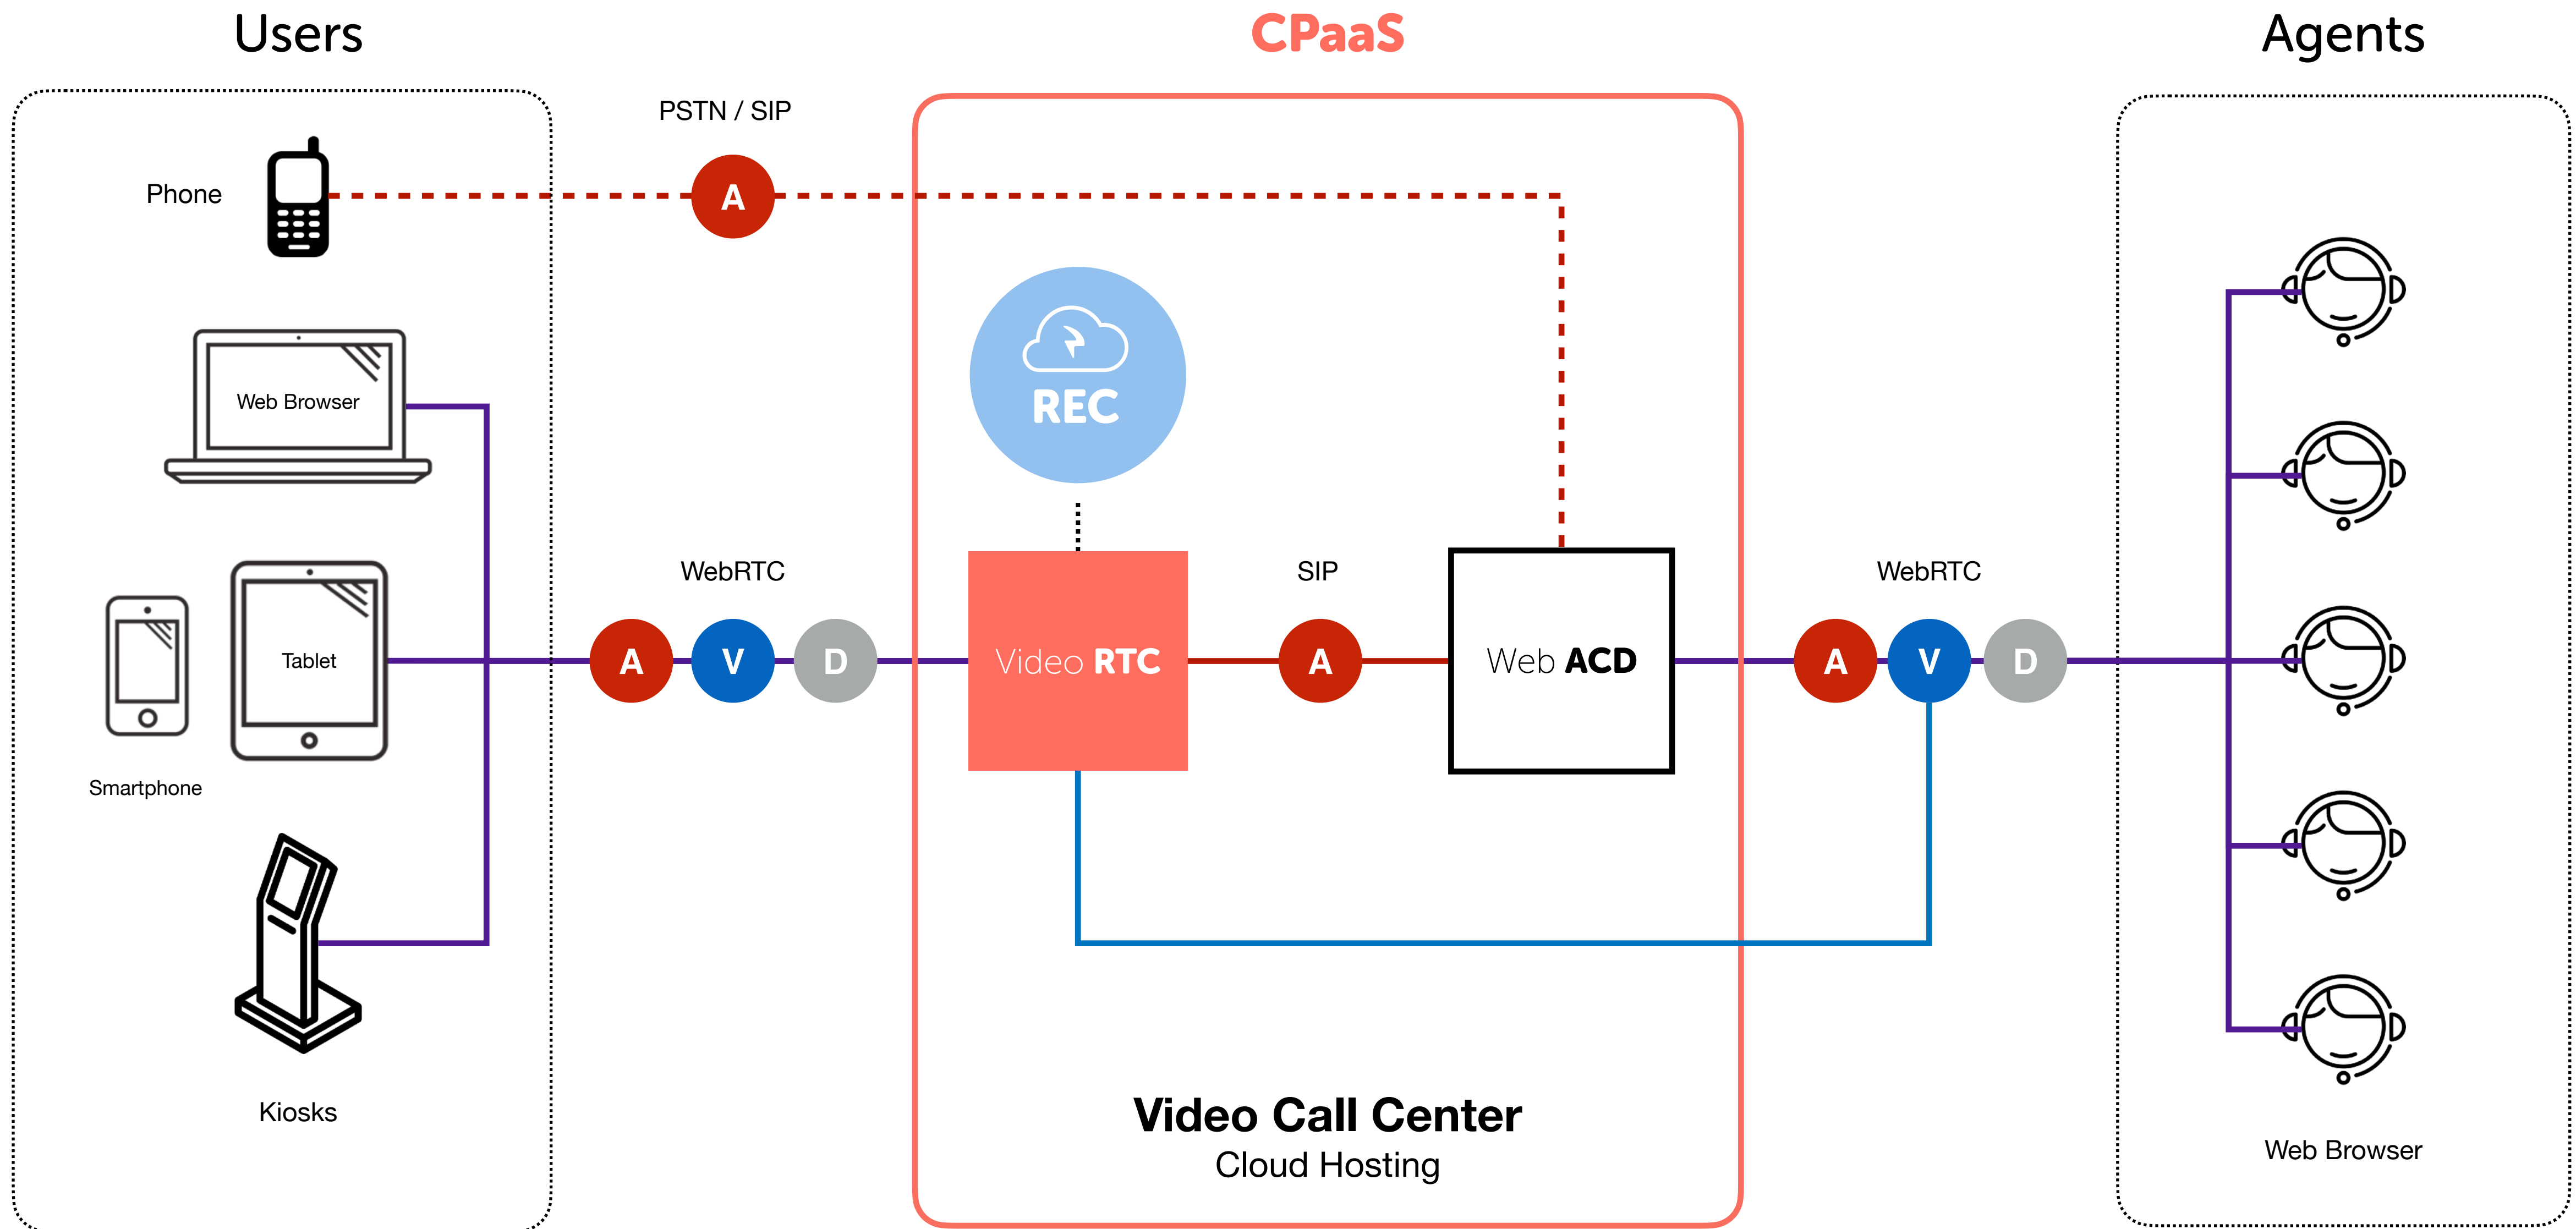 Users
CPaaS
Agents
PSTN / SIP
Phone
A
Web Browser
REC
WebRTC
SIP
WebRTC
Tablet
A
V
D
Video RTC
A
Web ACD
A
V
D
Smartphone
Kiosks
Video Call Center
Cloud Hosting
Web Browser